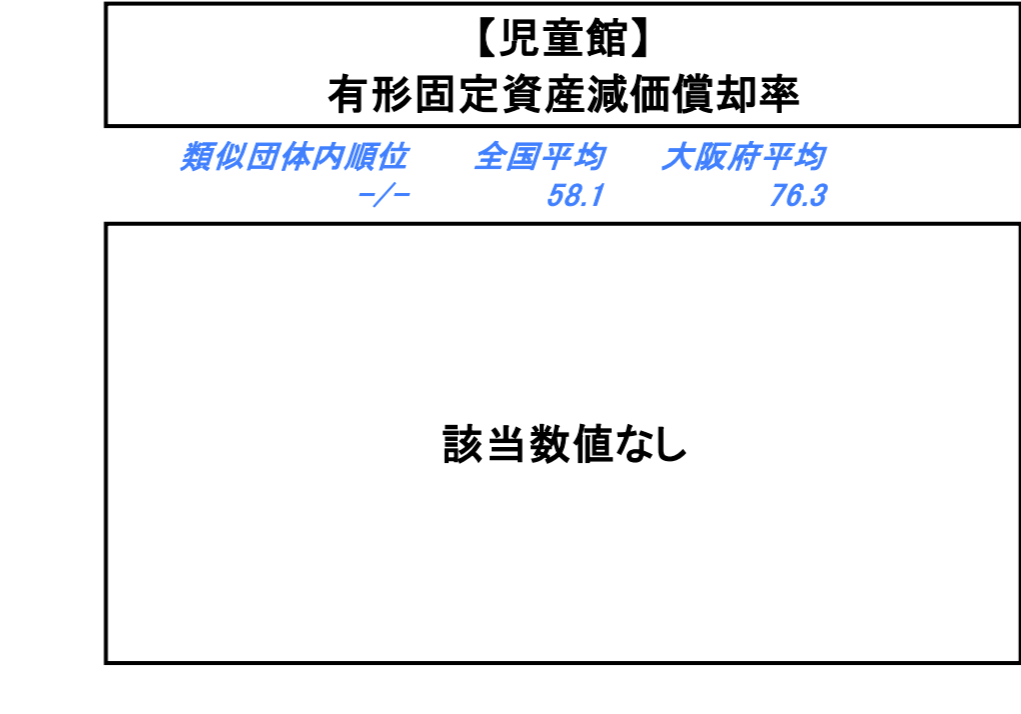 【児童館】
有形固定資産減価償却率
類似団体内順位 全国平均 大阪府平均
-/- 58.1 76.3
該当数値なし